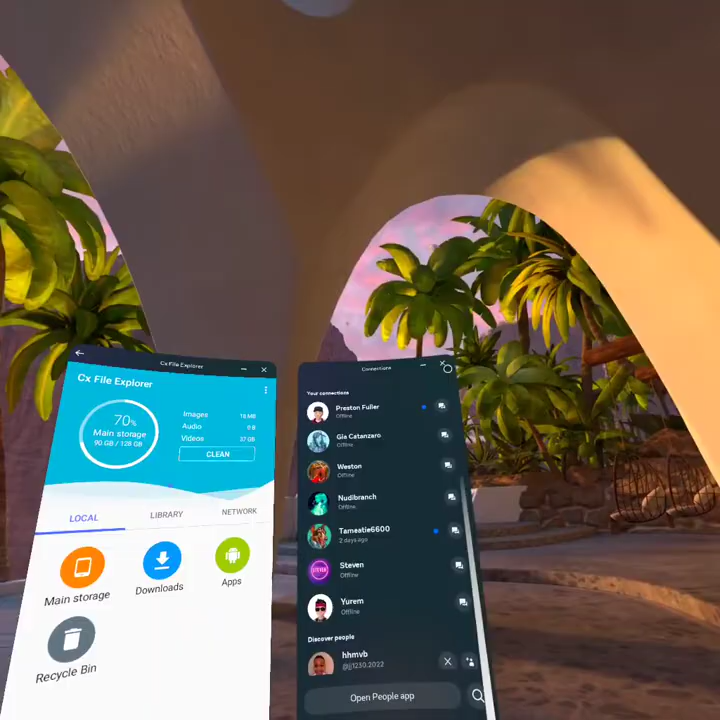 Cx File Explorer
Cx File Explorer
70%
Main storage
90 GB / 128 GB
Images 18 MB
Audio 0 B
Videos 37 GB
CLEAN
LOCAL LIBRARY NETWORK
Main storage
Downloads
Apps
Recycle Bin
Connections
Your connections
Preston Fuller
Offline
Gia Catanzaro
Offline
Weston
Offline
Nudibranch
Offline
Tameatie6600
2 days ago
STEVEN
Steven
Offline
Yurem
Offline
Discover people
hhmvb
@jj1230.2022
Open People app